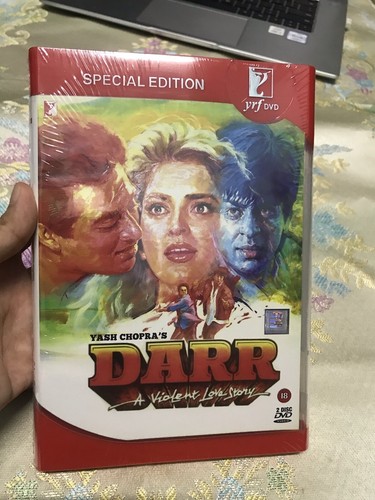 SPECIAL EDITION
yrf DVD
YASH CHOPRA'S
DARR
A Violent Love Story
18
2 DISC
DVD